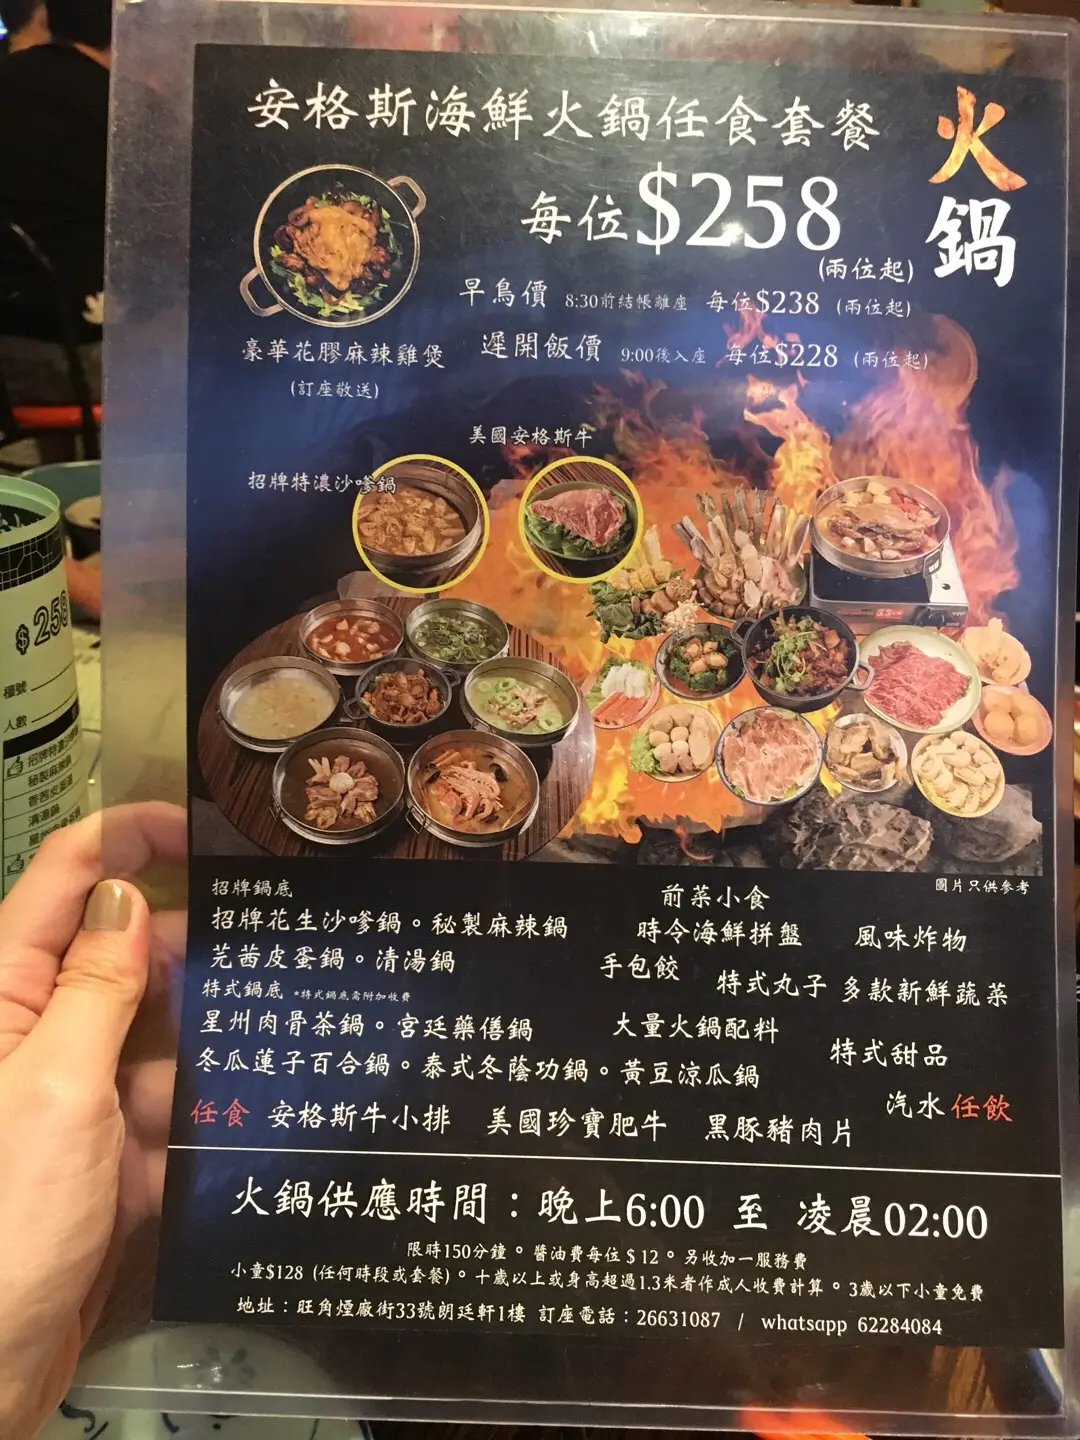 安格斯海鮮火鍋任食套餐
火鍋
每位$258
(兩位起)
早鳥價 8:30前結帳離座 每位$238 (兩位起)
遲開飯價 9:00後入座 每位$228 (兩位起)
豪華花膠麻辣雞煲
(訂座敬送)
美國安格斯牛
招牌特濃沙嗲鍋
$258
櫃號
人數
招牌特濃沙嗲鍋
圖片只供參考
招牌鍋底
招牌花生沙嗲鍋。秘製麻辣鍋
芫茜皮蛋鍋。清湯鍋
特式鍋底 *特式鍋底需附加收費
星州肉骨茶鍋。宮廷藥僐鍋
冬瓜蓮子百合鍋。泰式冬蔭功鍋。黃豆涼瓜鍋
前菜小食
時令海鮮拼盤 風味炸物
手包餃 特式丸子 多款新鮮蔬菜
大量火鍋配料
特式甜品
汽水 任飲
任食 安格斯牛小排 美國珍寶肥牛 黑豚豬肉片
火鍋供應時間：晚上6:00 至 凌晨02:00
限時150分鐘。醬油費每位$12。另收加一服務費
小童$128 (任何時段或套餐)。十歲以上或身高超過1.3米者作成人收費計算。3歲以下小童免費
地址：旺角煙廠街33號朗廷軒1樓 訂座電話：26631087 / whatsapp 62284084